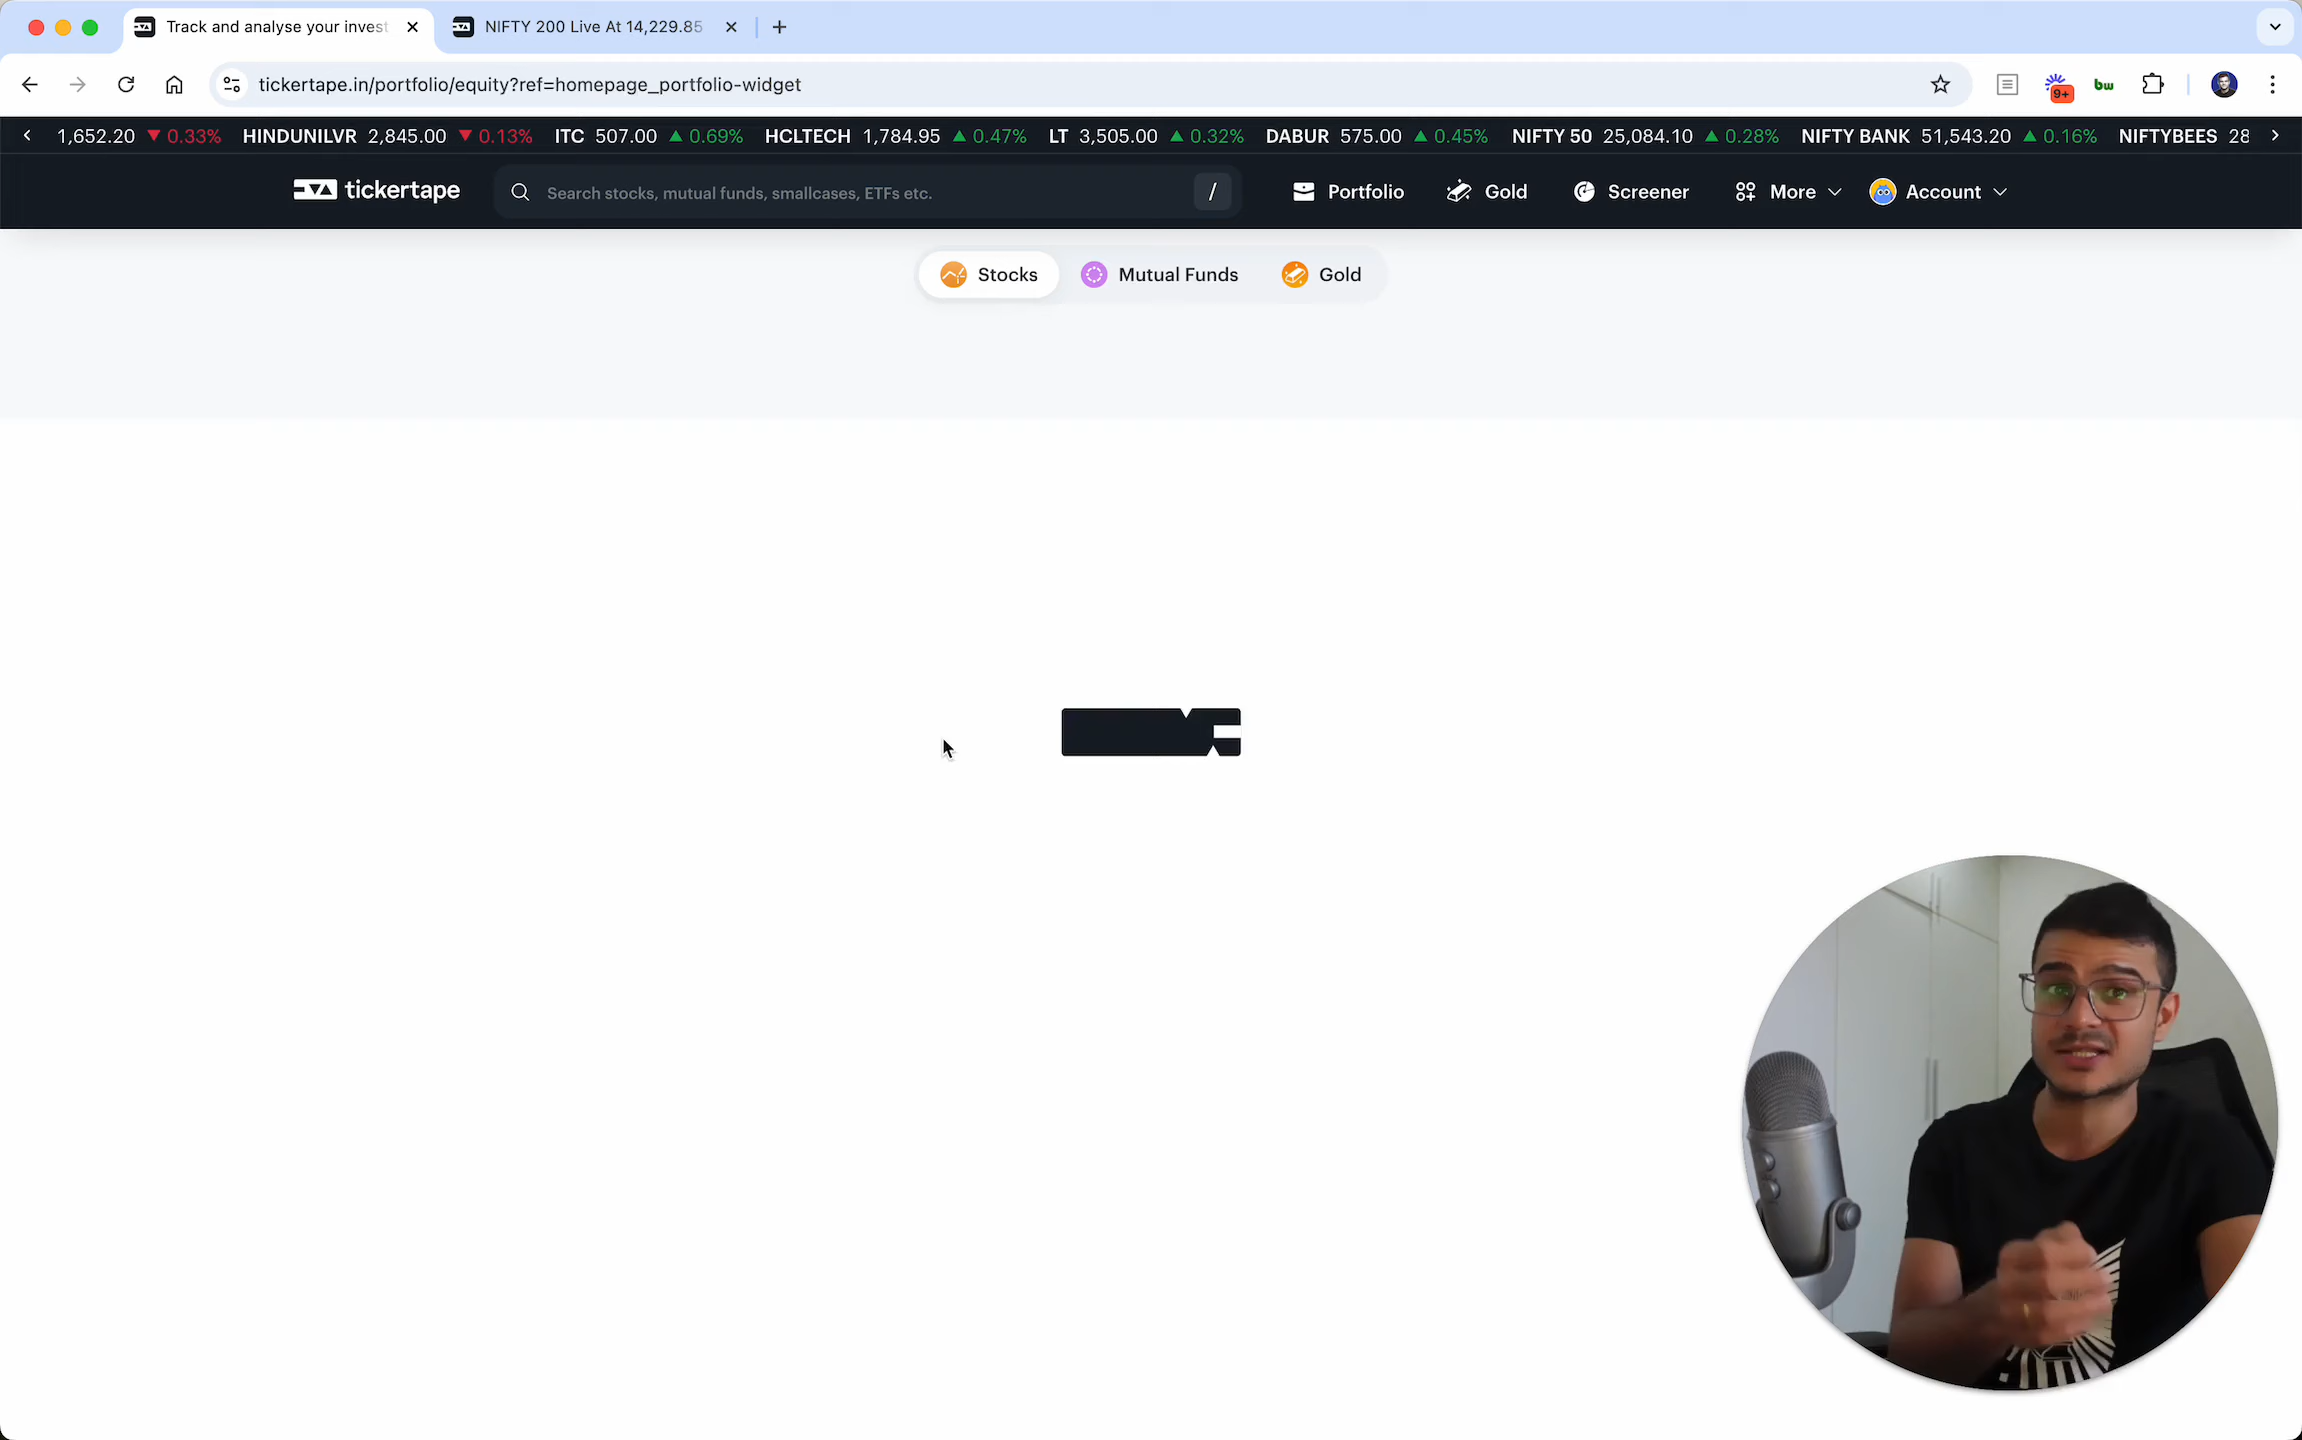 Track and analyse your invest
NIFTY 200 Live At 14,229.85
tickertape.in/portfolio/equity?ref=homepage_portfolio-widget
9+
bw
1,652.20 ▼ 0.33% HINDUNILVR 2,845.00 ▼ 0.13% ITC 507.00 ▲ 0.69% HCLTECH 1,784.95 ▲ 0.47% LT 3,505.00 ▲ 0.32% DABUR 575.00 ▲ 0.45% NIFTY 50 25,084.10 ▲ 0.28% NIFTY BANK 51,543.20 ▲ 0.16% NIFTYBEES 28
tickertape
Search stocks, mutual funds, smallcases, ETFs etc.
/
Portfolio
Gold
Screener
More
Account
Stocks
Mutual Funds
Gold